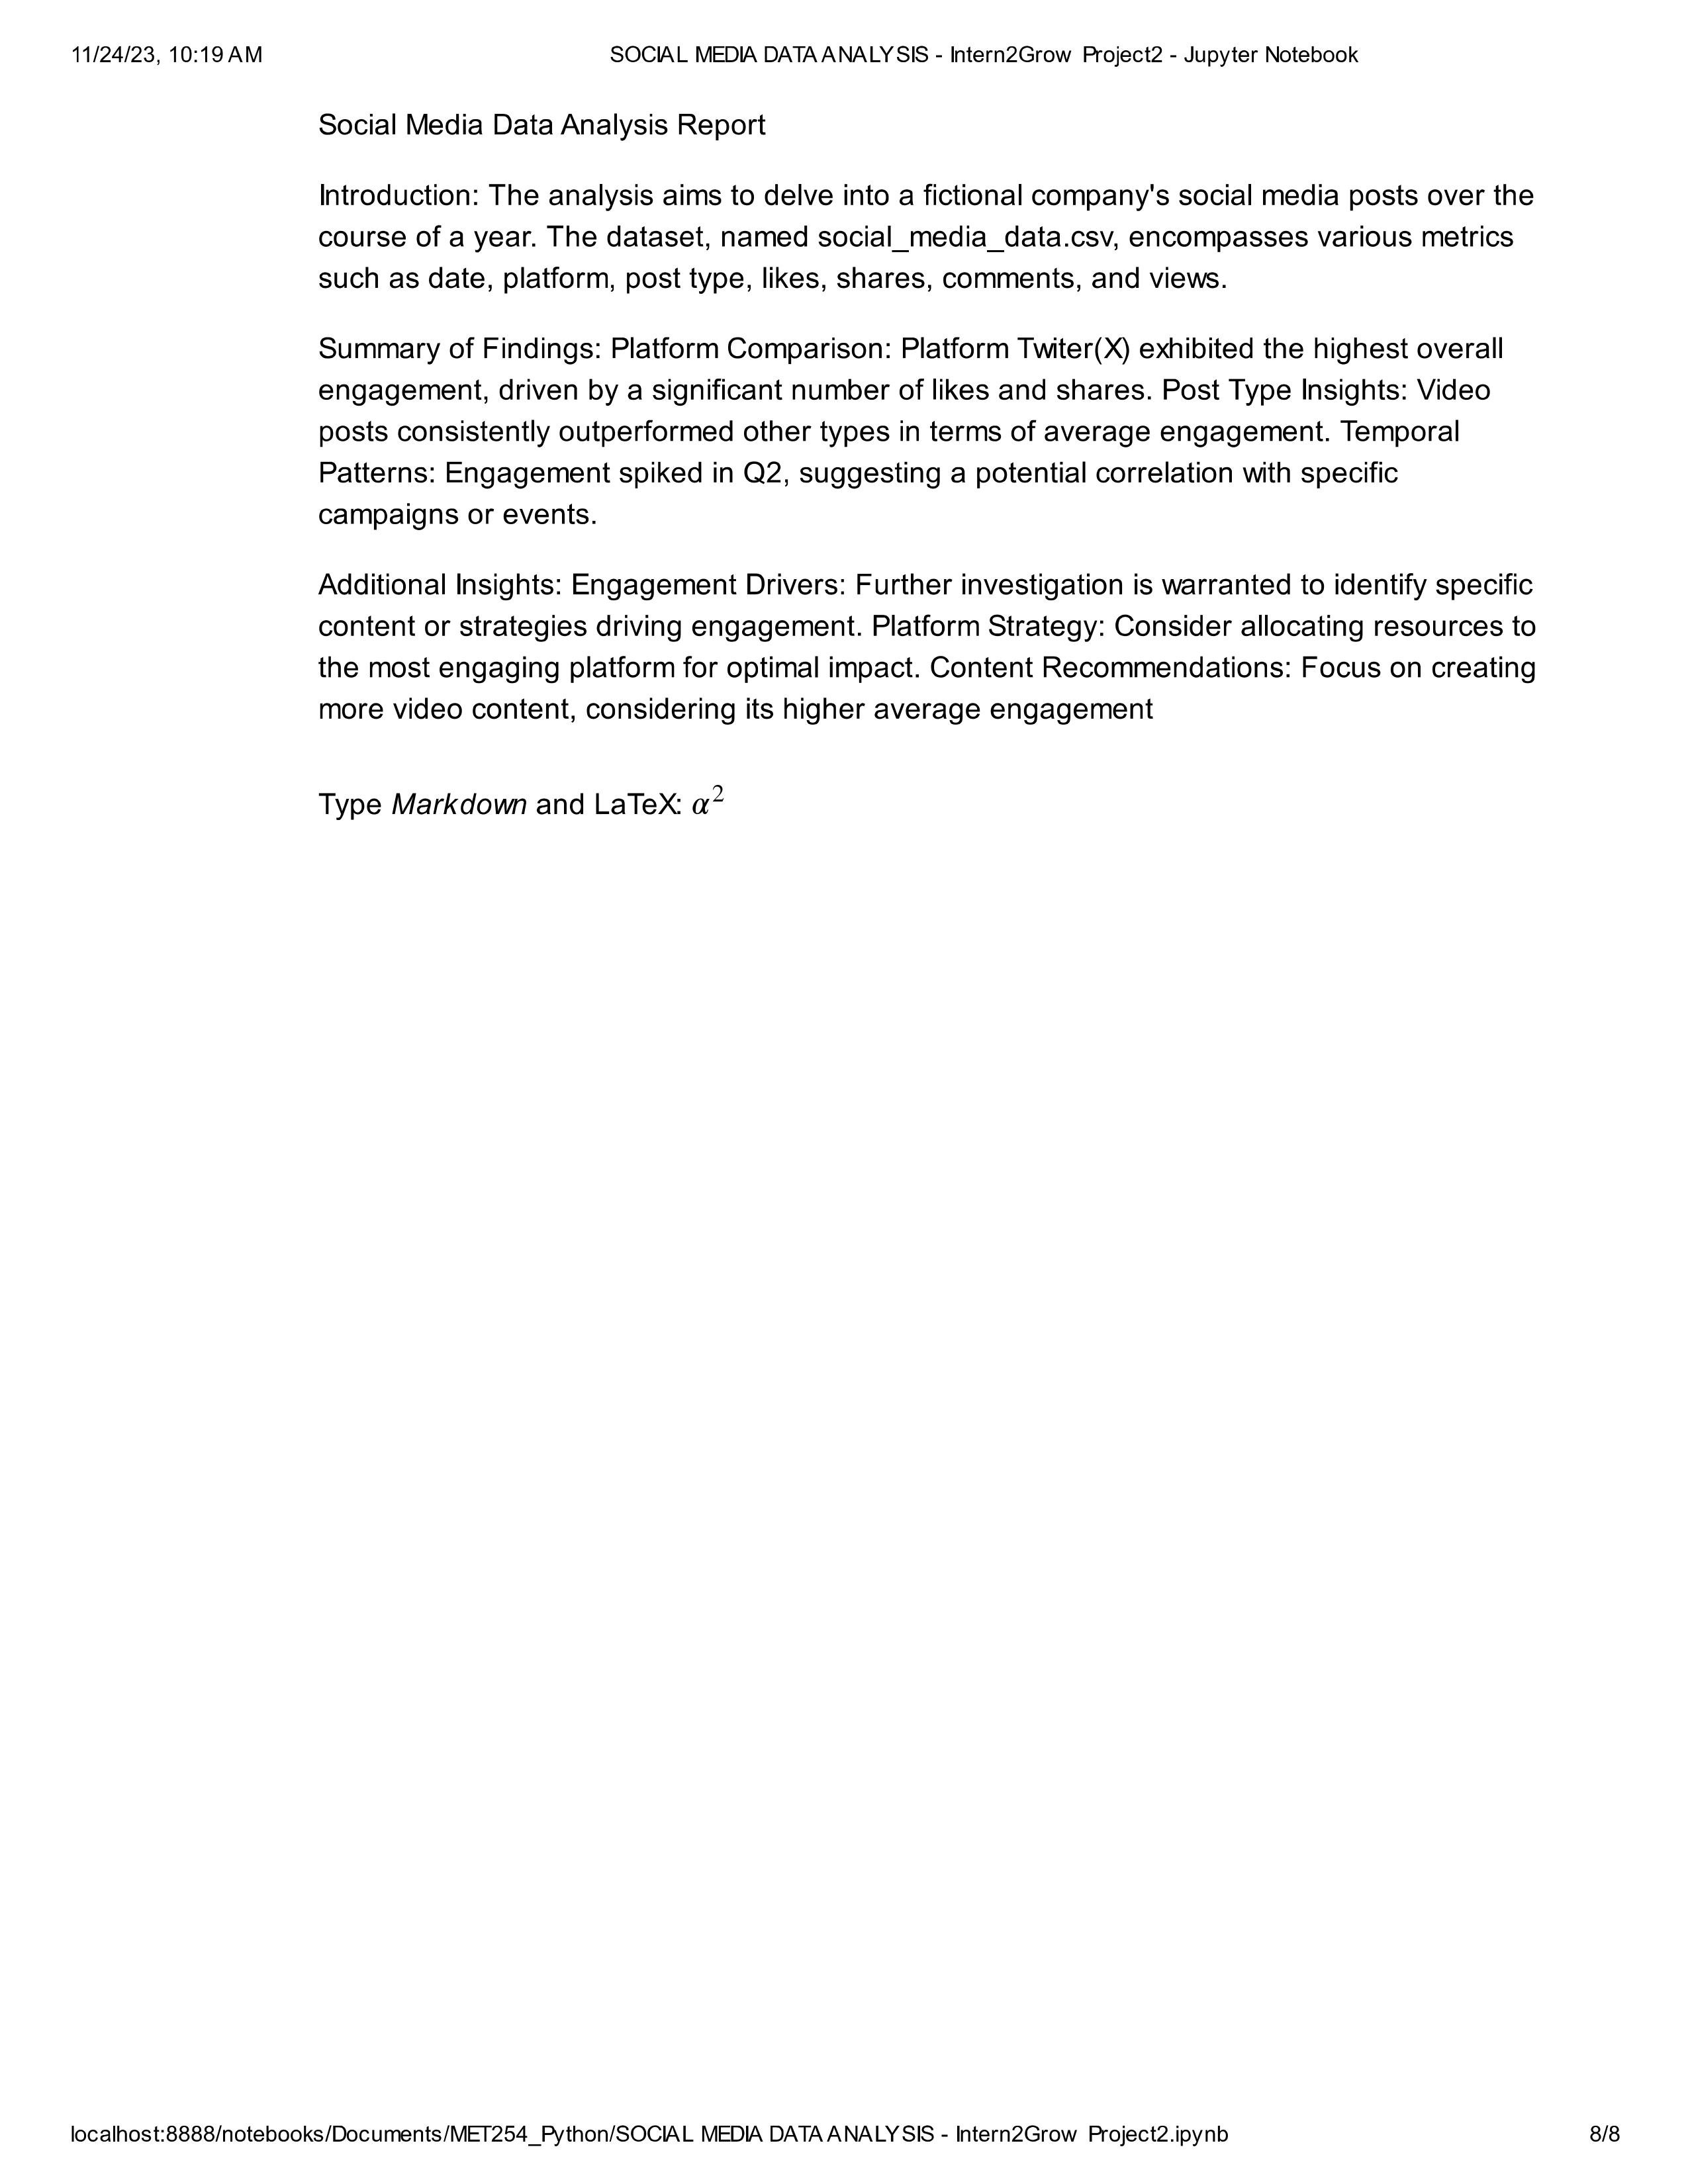 11/24/23, 10:19 AM SOCIAL MEDIA DATA ANALYSIS - Intern2Grow Project2 - Jupyter Notebook
Social Media Data Analysis Report
Introduction: The analysis aims to delve into a fictional company's social media posts over the
course of a year. The dataset, named social_media_data.csv, encompasses various metrics
such as date, platform, post type, likes, shares, comments, and views.
Summary of Findings: Platform Comparison: Platform Twiter(X) exhibited the highest overall
engagement, driven by a significant number of likes and shares. Post Type Insights: Video
posts consistently outperformed other types in terms of average engagement. Temporal
Patterns: Engagement spiked in Q2, suggesting a potential correlation with specific
campaigns or events.
Additional Insights: Engagement Drivers: Further investigation is warranted to identify specific
content or strategies driving engagement. Platform Strategy: Consider allocating resources to
the most engaging platform for optimal impact. Content Recommendations: Focus on creating
more video content, considering its higher average engagement
Type Markdown and LaTeX: α²
localhost:8888/notebooks/Documents/MET254_Python/SOCIAL MEDIA DATA ANALYSIS - Intern2Grow Project2.ipynb 8/8